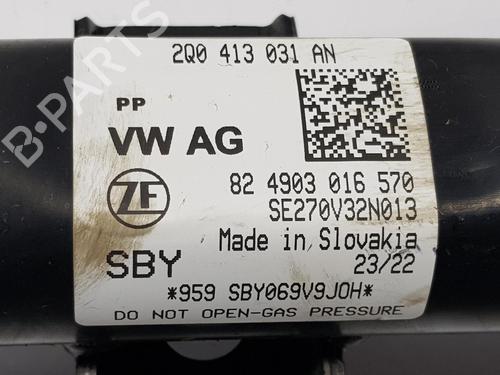 2Q0 413 031 AN
PP
VW AG
ZF
82 4903 016 570
SE270V32N013
Made in Slovakia
SBY
23/22
*959 SBY069V9J0H*
DO NOT OPEN-GAS PRESSURE
B-Parts